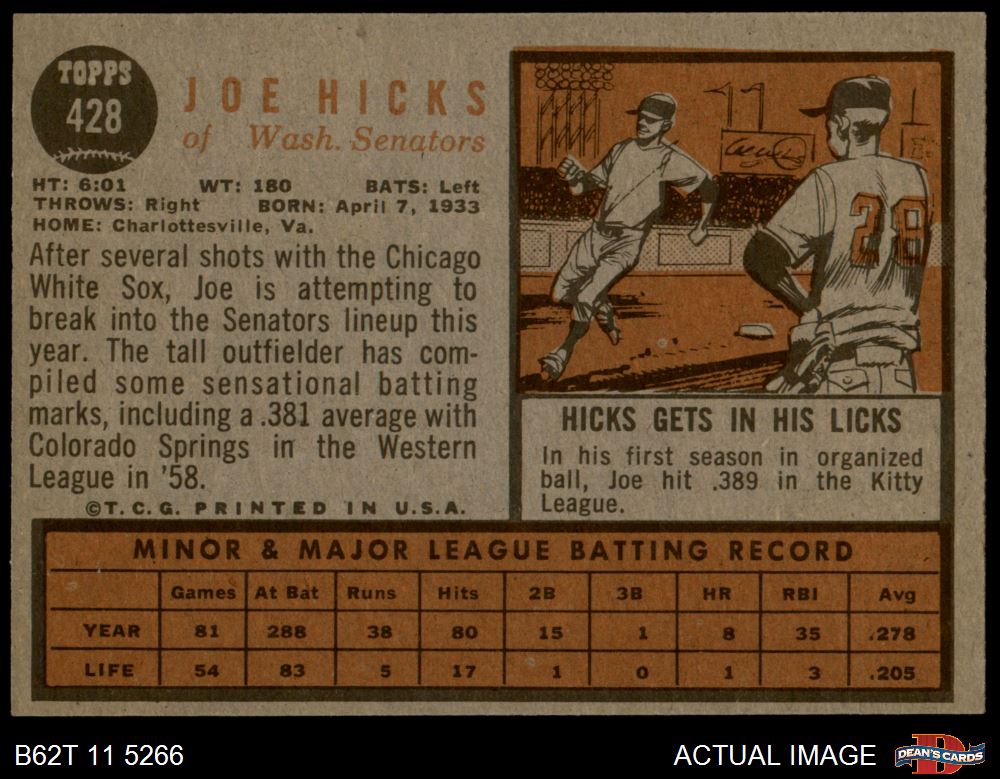 TOPPS
428
JOE HICKS
of Wash. Senators
HT: 6:01 WT: 180 BATS: Left
THROWS: Right BORN: April 7, 1933
HOME: Charlottesville, Va.
After several shots with the Chicago
White Sox, Joe is attempting to
break into the Senators lineup this
year. The tall outfielder has com-
piled some sensational batting
marks, including a .381 average with
Colorado Springs in the Western
League in '58.
©T.C.G. PRINTED IN U.S.A.
28
HICKS GETS IN HIS LICKS
In his first season in organized
ball, Joe hit .389 in the Kitty
League.
MINOR & MAJOR LEAGUE BATTING RECORD
Games At Bat Runs Hits 2B 3B HR RBI Avg
YEAR 81 288 38 80 15 1 8 35 .278
LIFE 54 83 5 17 1 0 1 3 .205
B62T 11 5266
ACTUAL IMAGE
DEAN'S CARDS